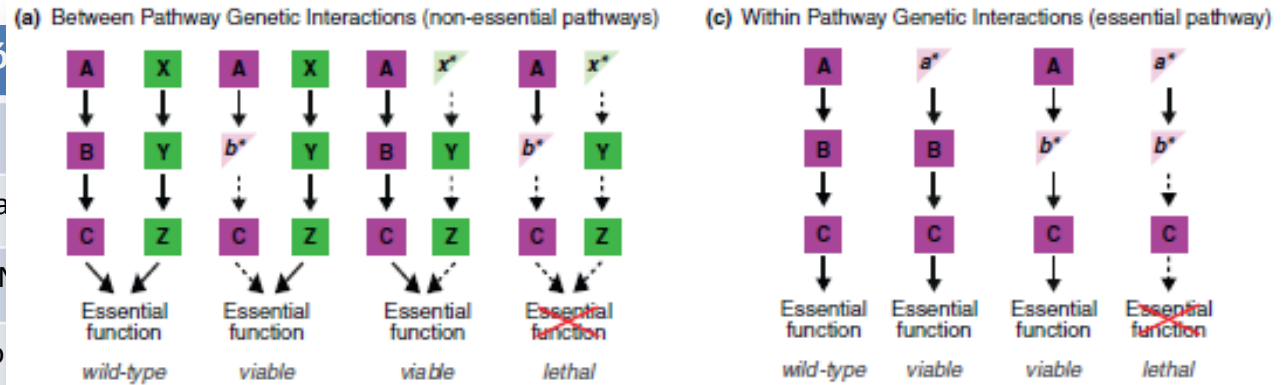 (a) Between Pathway Genetic Interactions (non-essential pathways)
A X A X A x* A x*
B Y b* Y B Y b* Y
C Z C Z C Z C Z
Essential function Essential function Essential function Essential function
wild-type viable viable lethal
(c) Within Pathway Genetic Interactions (essential pathway)
A a* A a*
B B b* b*
C C C C
Essential function Essential function Essential function Essential function
wild-type viable viable lethal